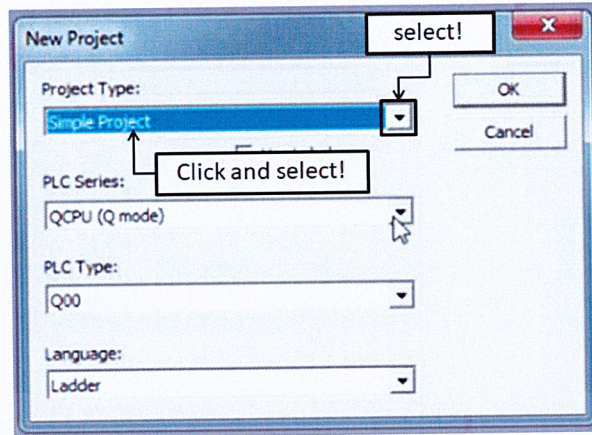 New Project
select!
Project Type:
OK
Simple Project
Cancel
Click and select!
PLC Series:
QCPU (Q mode)
PLC Type:
Q00
Language:
Ladder